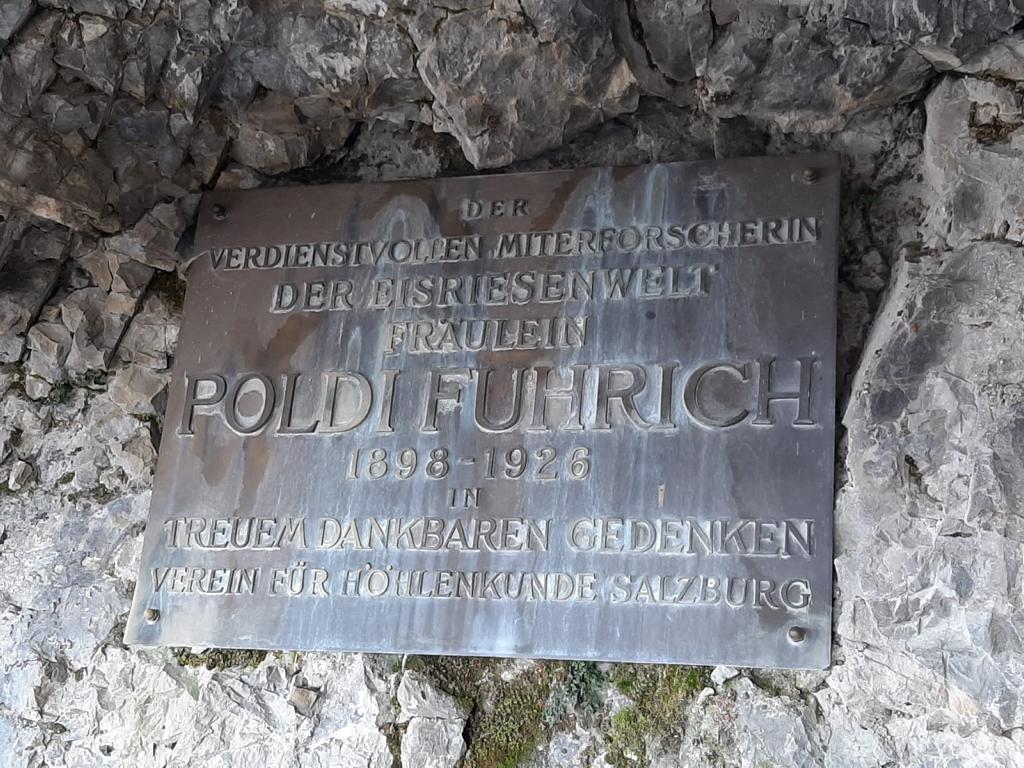 DER
VERDIENSTVOLLEN MITERFORSCHERIN
DER EISRIESENWELT
FRÄULEIN
POLDI FUHRICH
1898-1926
IN
TREUEM DANKBAREN GEDENKEN
VEREIN FÜR HÖHLENKUNDE SALZBURG